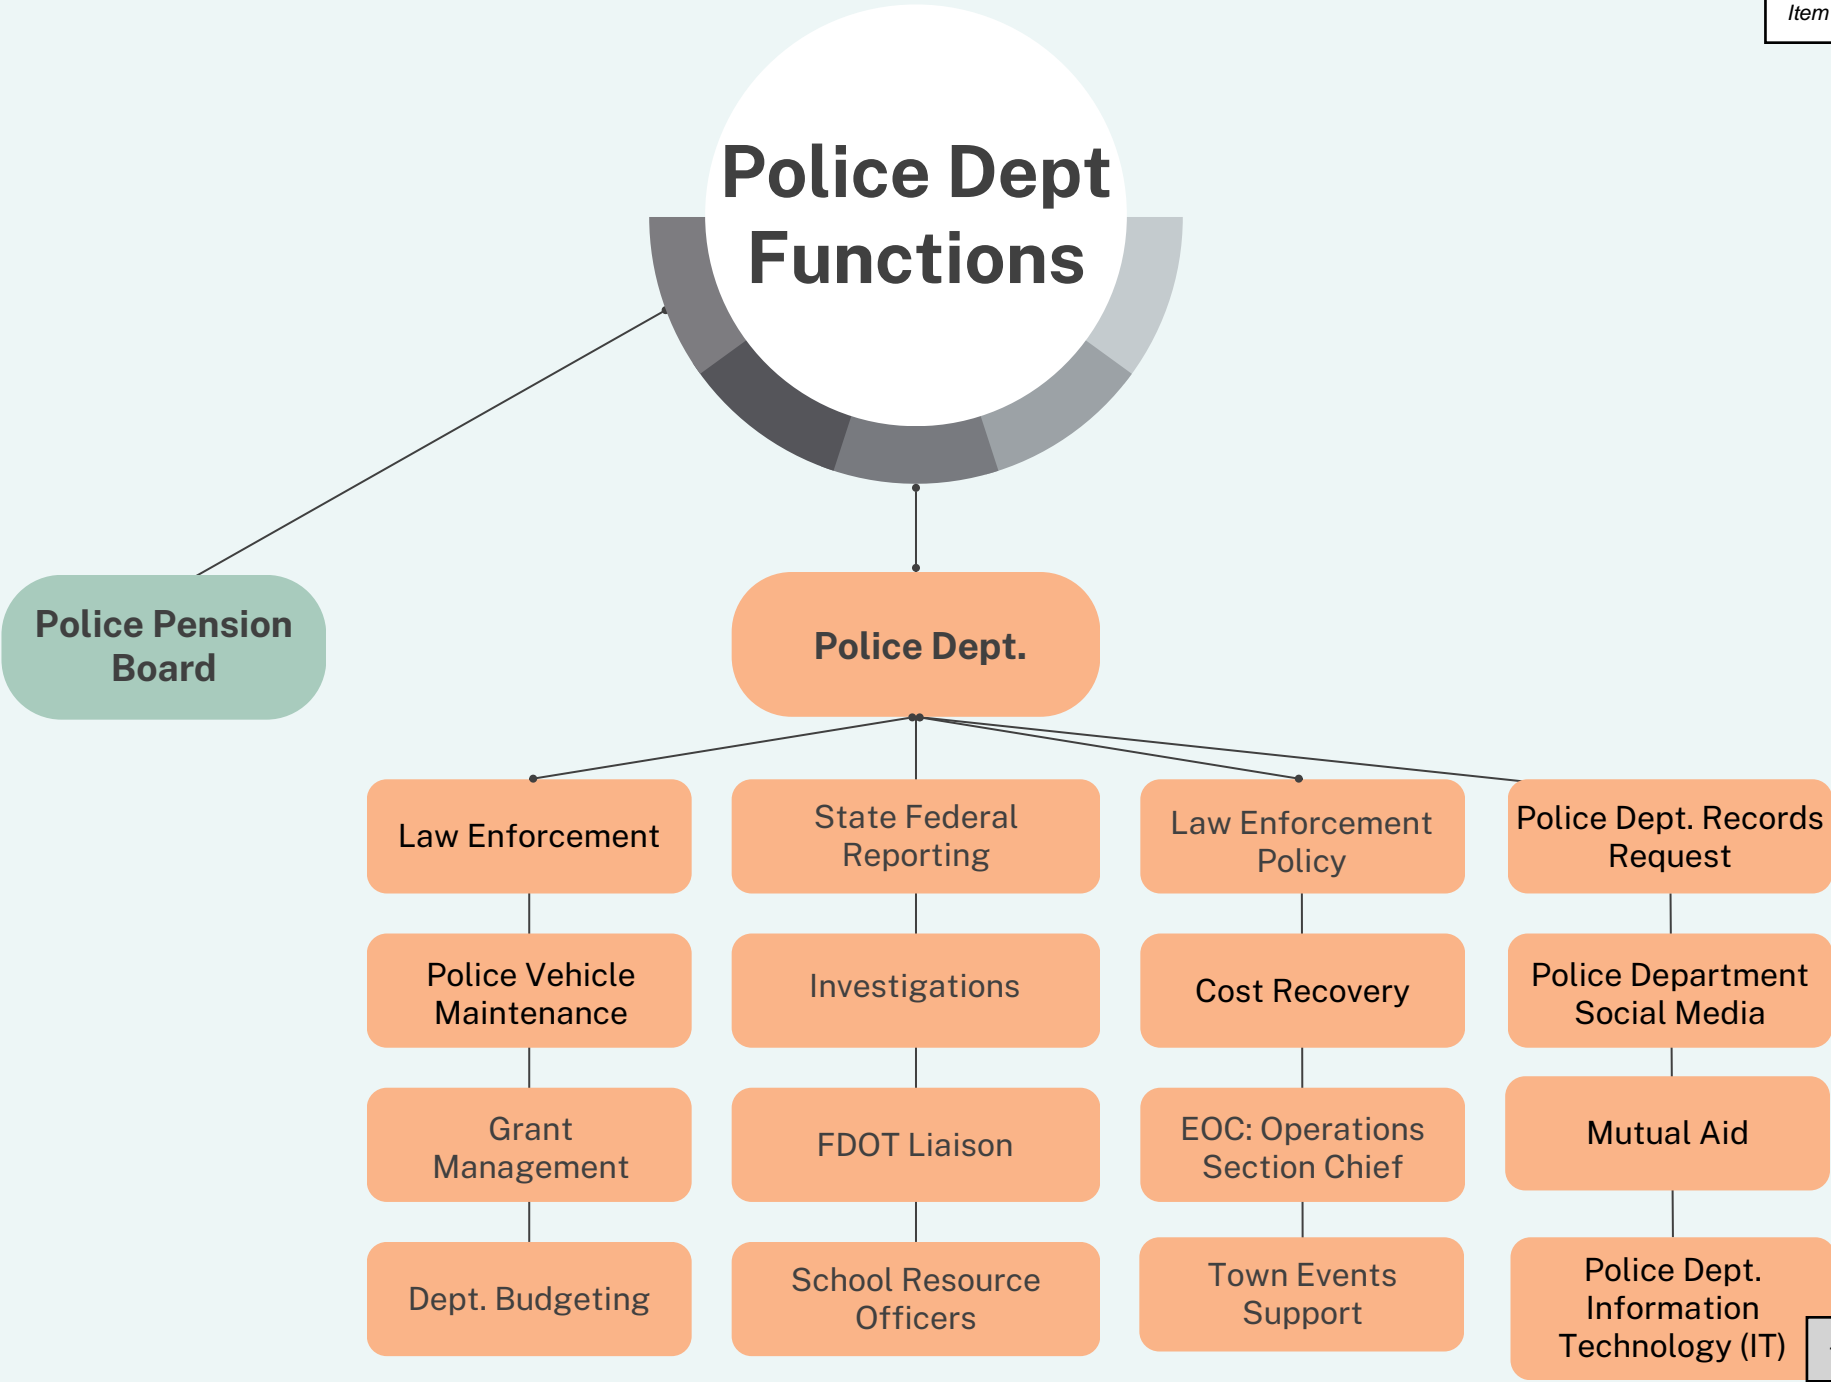 Item
Police Dept
Functions
Police Pension
Board
Police Dept.
Law Enforcement
State Federal
Reporting
Law Enforcement
Policy
Police Dept. Records
Request
Police Vehicle
Maintenance
Investigations
Cost Recovery
Police Department
Social Media
Grant
Management
FDOT Liaison
EOC: Operations
Section Chief
Mutual Aid
Dept. Budgeting
School Resource
Officers
Town Events
Support
Police Dept.
Information
Technology (IT)